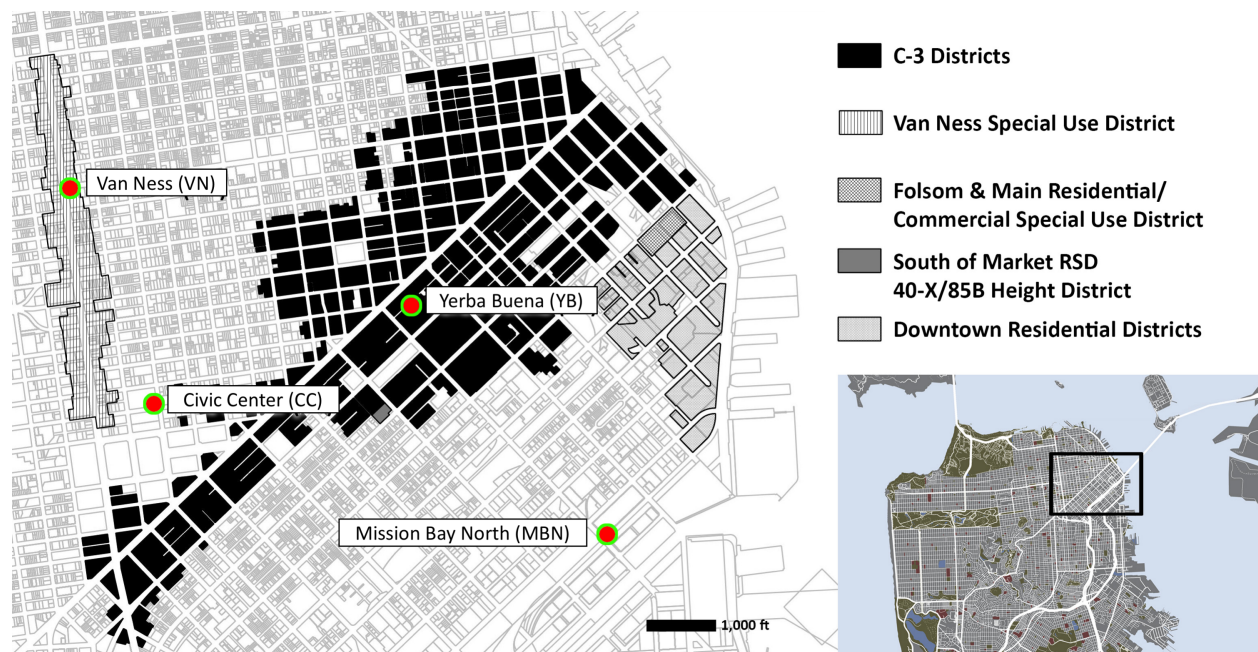 C-3 Districts
Van Ness Special Use District
Folsom & Main Residential/
Commercial Special Use District
South of Market RSD
40-X/85B Height District
Downtown Residential Districts
Van Ness (VN)
Yerba Buena (YB)
Civic Center (CC)
Mission Bay North (MBN)
1,000 ft